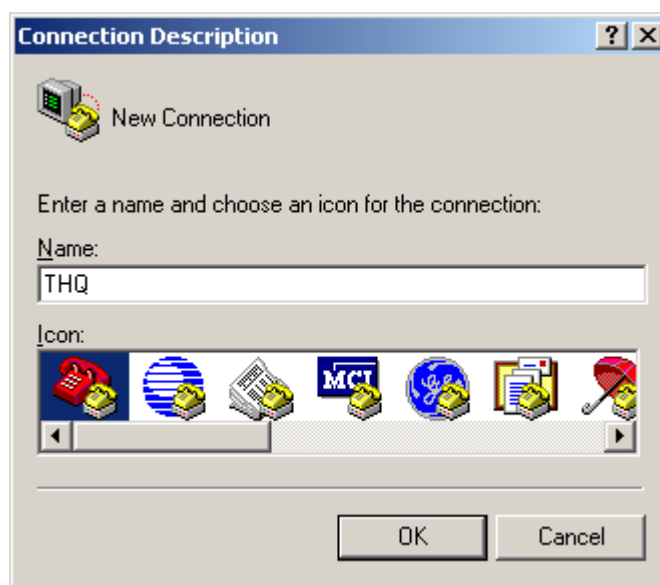 Connection Description
New Connection
Enter a name and choose an icon for the connection:
Name:
THQ
Icon:
MCI
OK Cancel